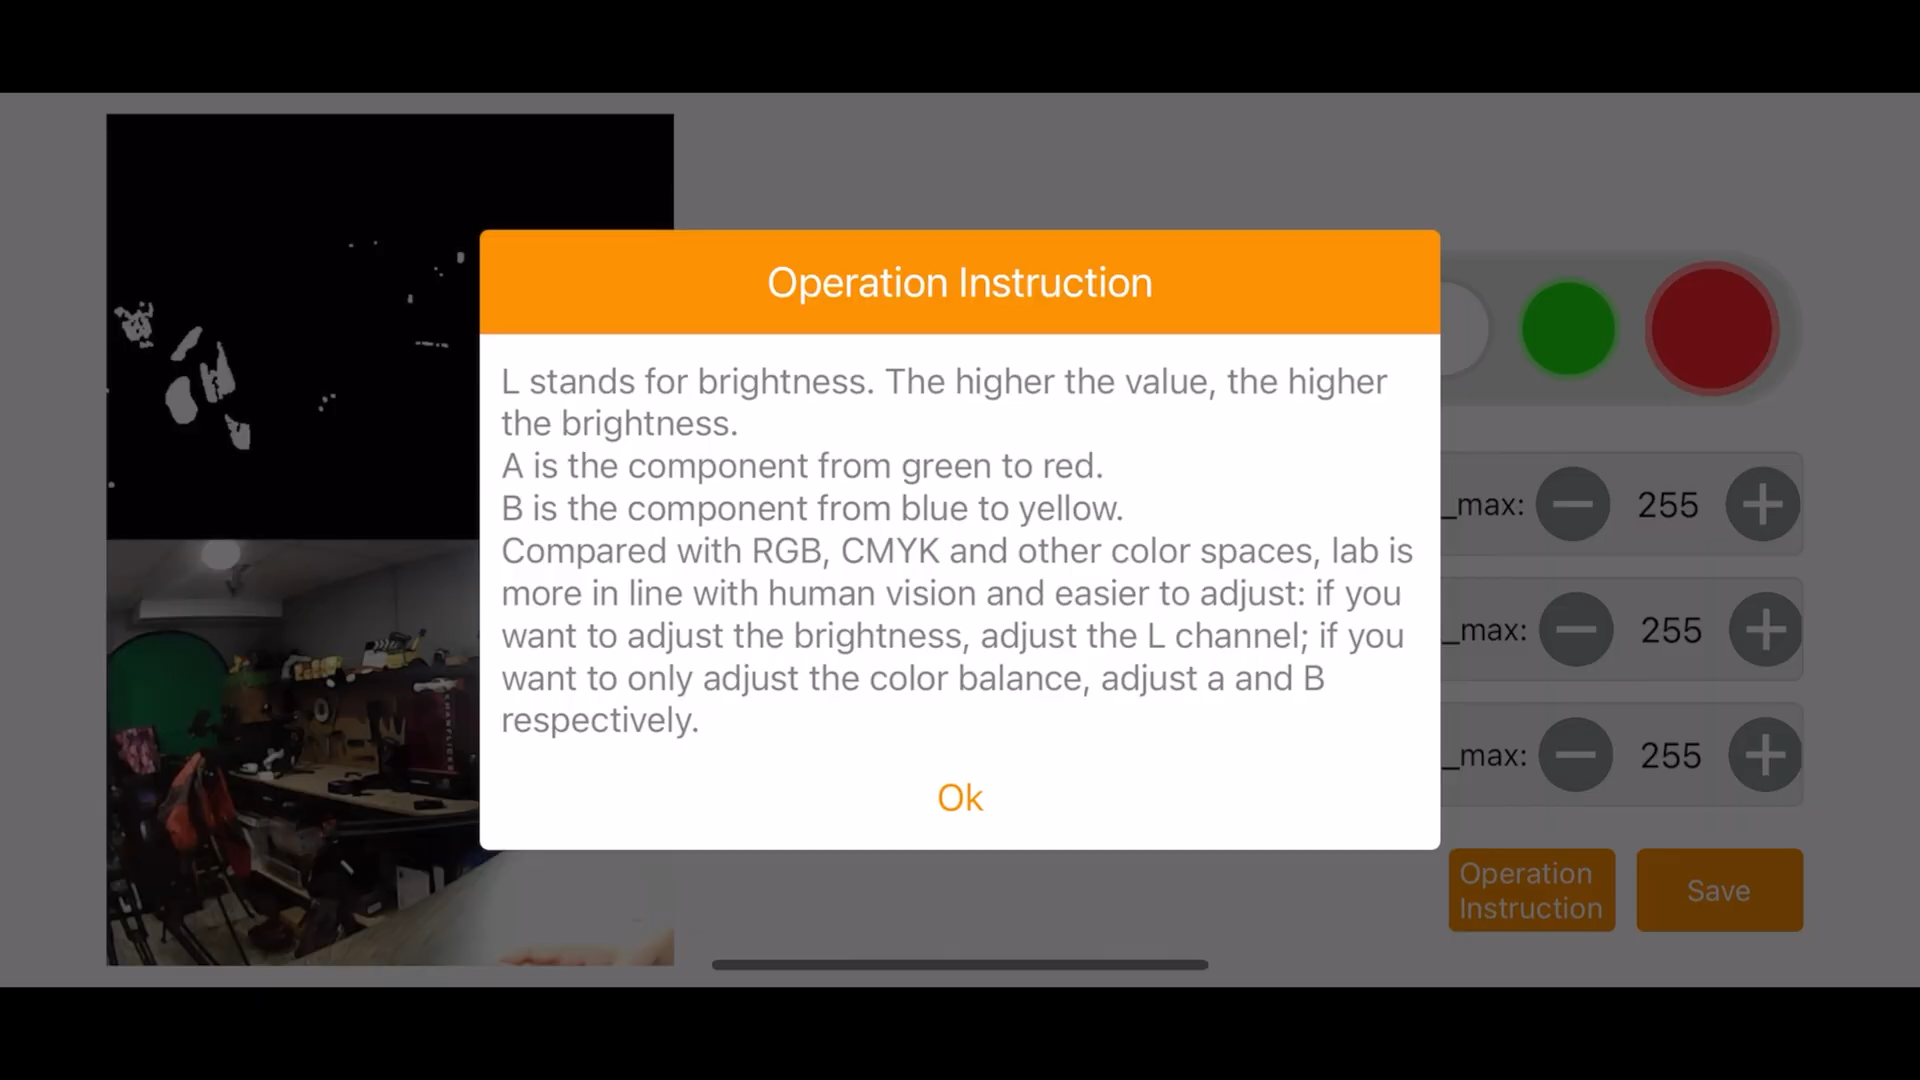 Operation Instruction
L stands for brightness. The higher the value, the higher
the brightness.
A is the component from green to red.
B is the component from blue to yellow.
Compared with RGB, CMYK and other color spaces, lab is
more in line with human vision and easier to adjust: if you
want to adjust the brightness, adjust the L channel; if you
want to only adjust the color balance, adjust a and B
respectively.
Ok
_max: 255
_max: 255
_max: 255
Operation
Instruction
Save